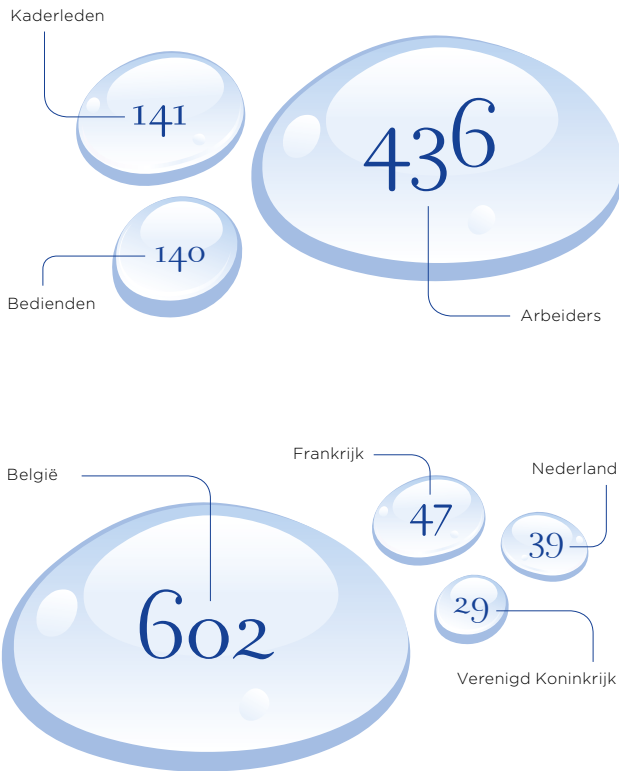 Kaderleden
141
436
140
Bedienden
Arbeiders
Frankrijk
België
Nederland
47
39
29
602
Verenigd Koninkrijk